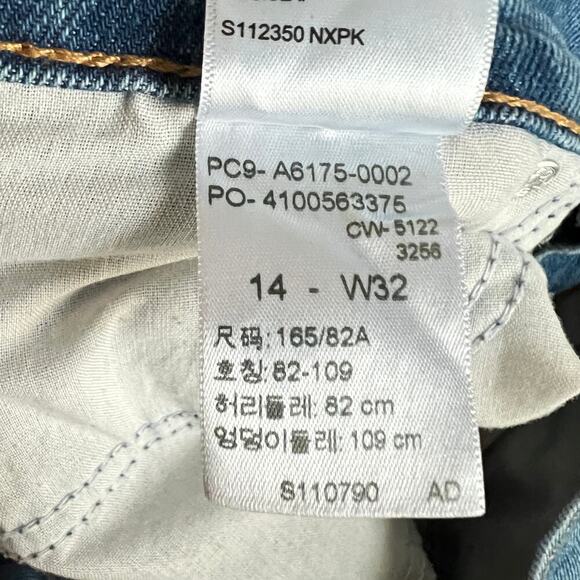 S112350 NXPK
PC9- A6175-0002
PO- 4100563375
CW- 5122
3256
14 - W32
尺码: 165/82A
호칭: 82-109
허리둘레: 82 cm
엉덩이둘레: 109 cm
S110790 AD